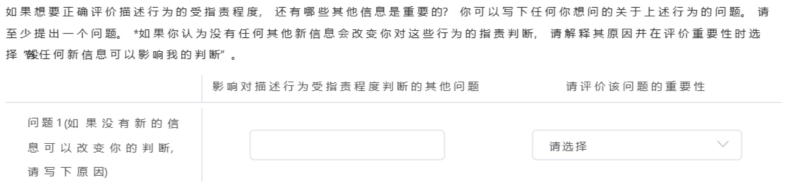 如果想要正确评价描述行为的受指责程度, 还有哪些其他信息是重要的? 你可以写下任何你想问的关于上述行为的问题。 请
至少提出一个问题。 *如果你认为没有任何其他新信息会改变你对这些行为的指责判断, 请解释其原因并在评价重要性时选
择 任何新信息可以影响我的判断” 。
影响对描述行为受指责程度判断的其他问题 请评价该问题的重要性
问题1(如果没有新的信
息可以改变你的判断,
请写下原因)
请选择